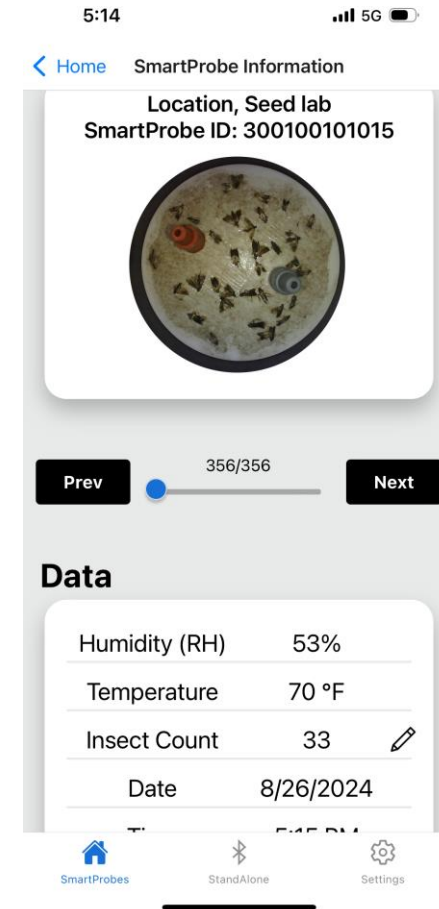 5:14 5G
Home SmartProbe Information
Location, Seed lab
SmartProbe ID: 300100101015
356/356
Prev Next
Data
Humidity (RH) 53%
Temperature 70 °F
Insect Count 33
Date 8/26/2024
SmartProbes StandAlone Settings